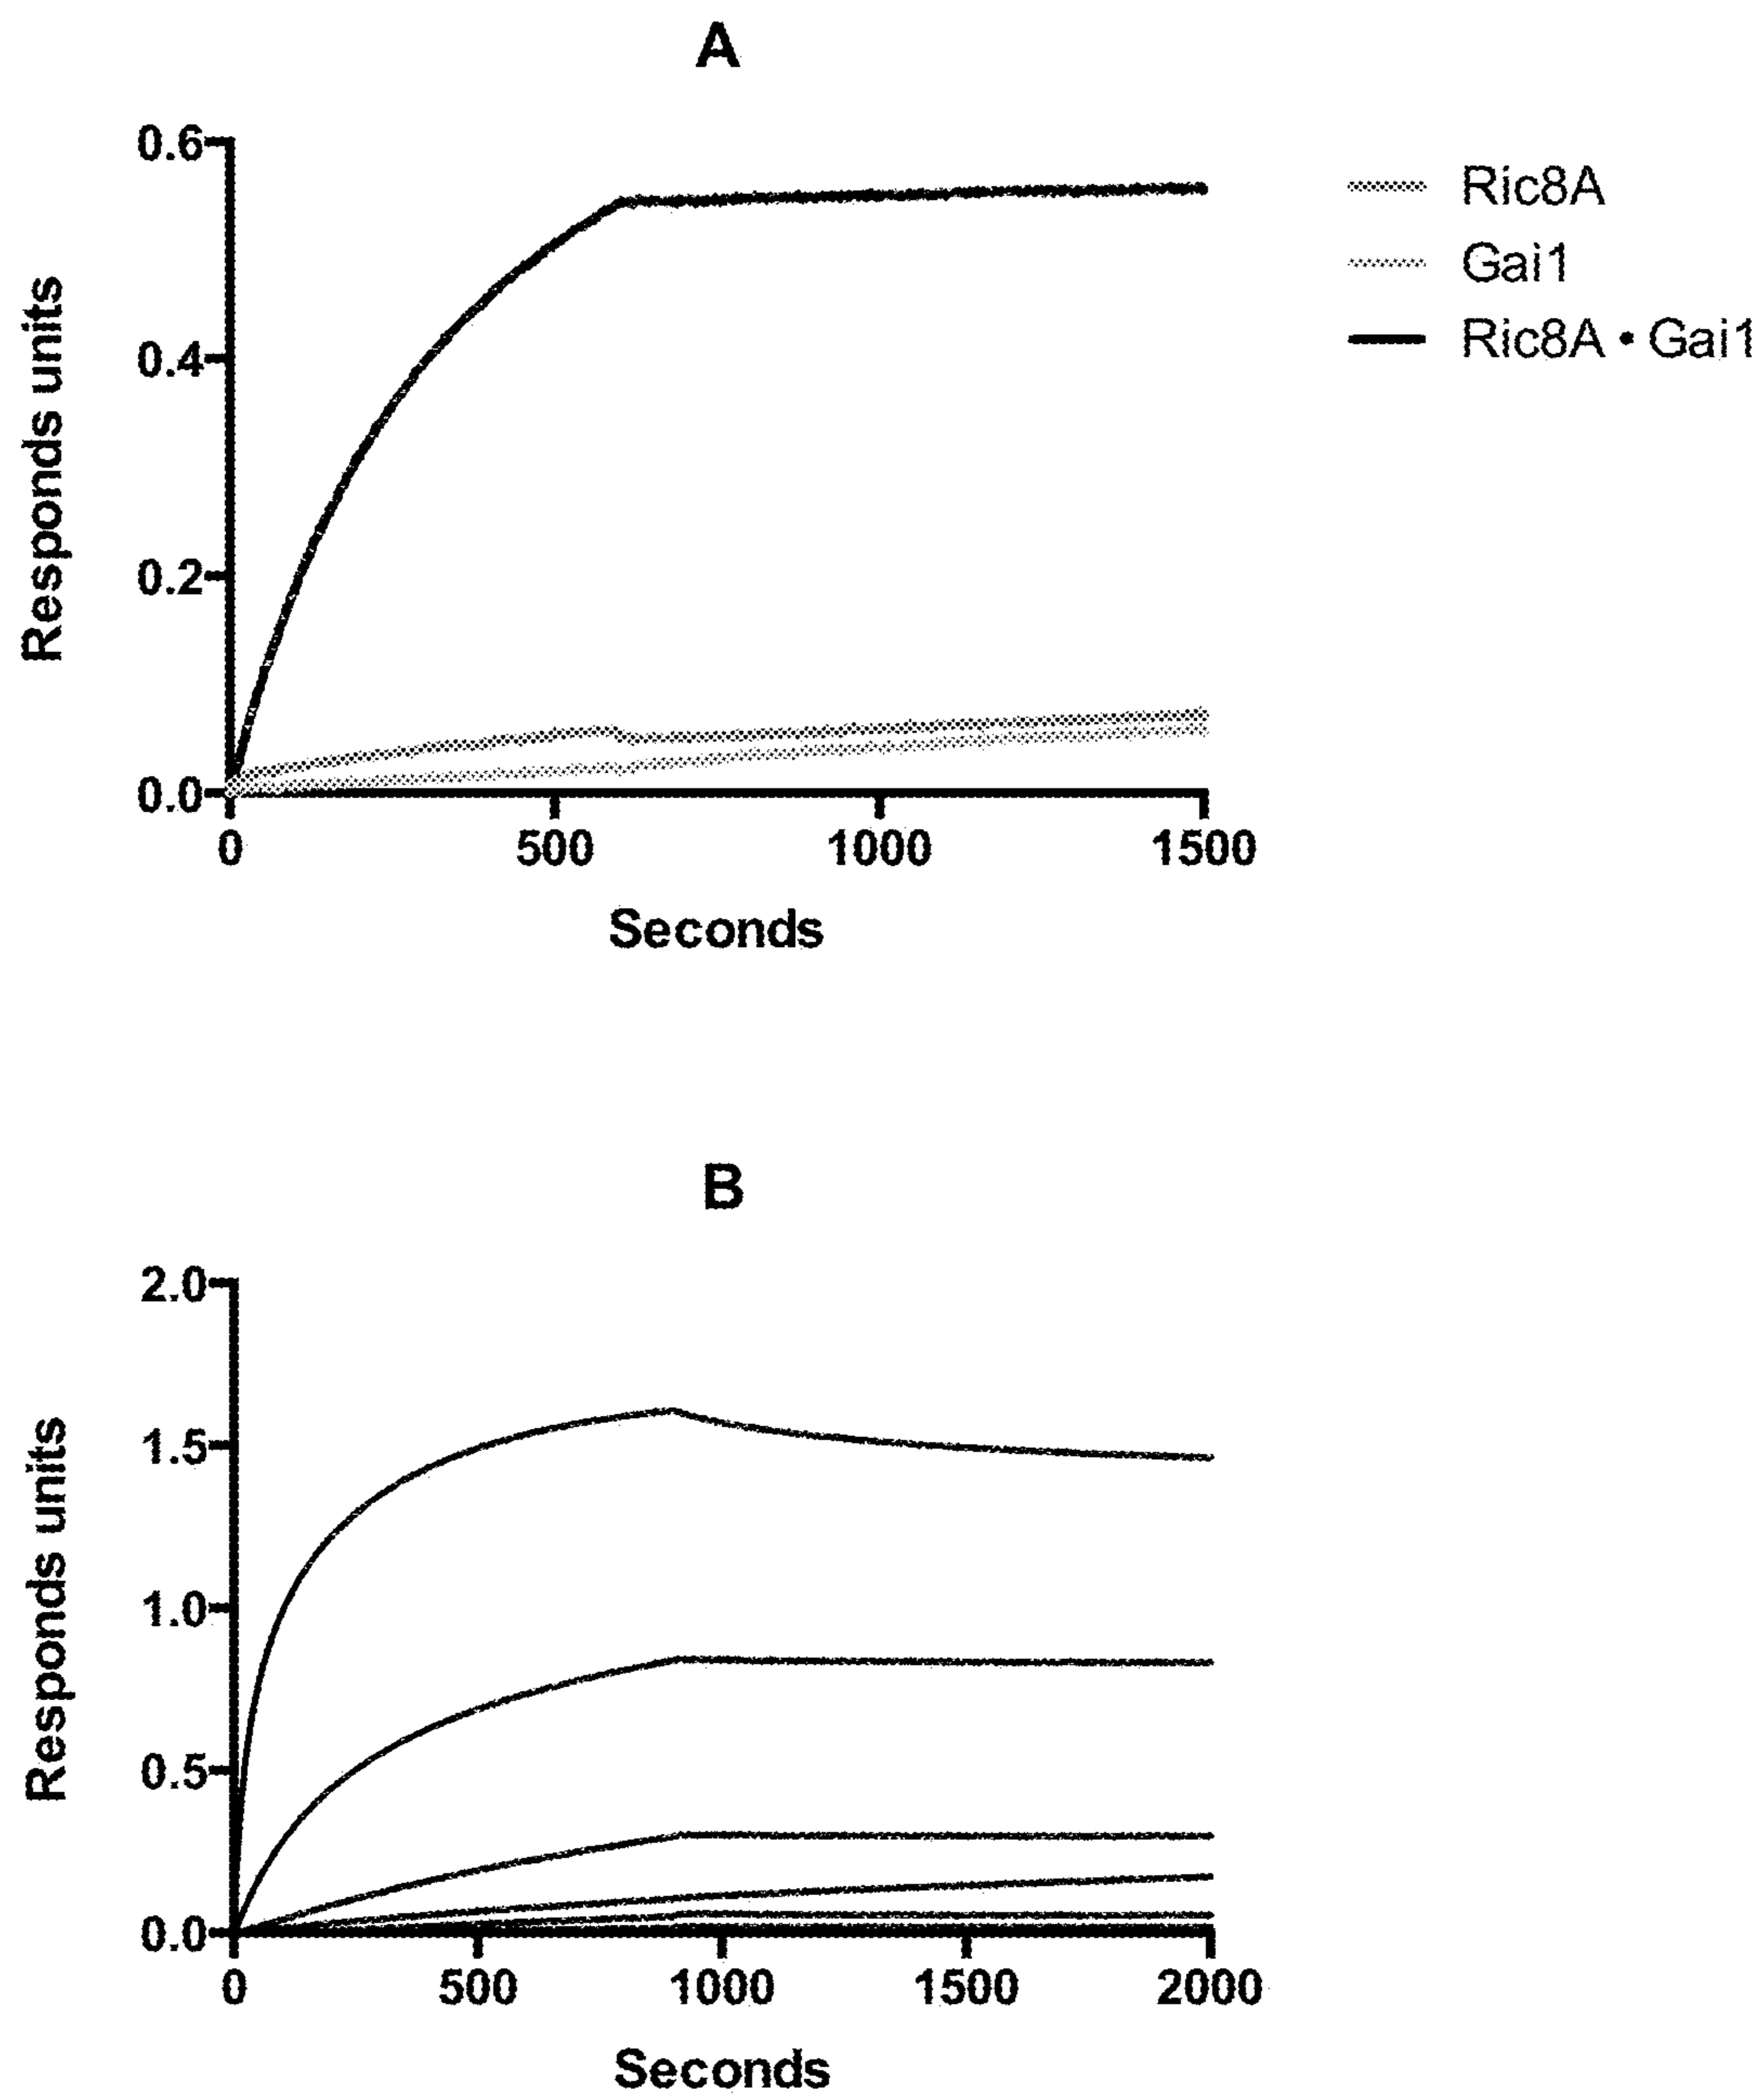 A
Responds units
0.6
0.4
0.2
0.0
0 500 1000 1500
Seconds
Ric8A
Gai1
Ric8A • Gai1
B
Responds units
2.0
1.5
1.0
0.5
0.0
0 500 1000 1500 2000
Seconds